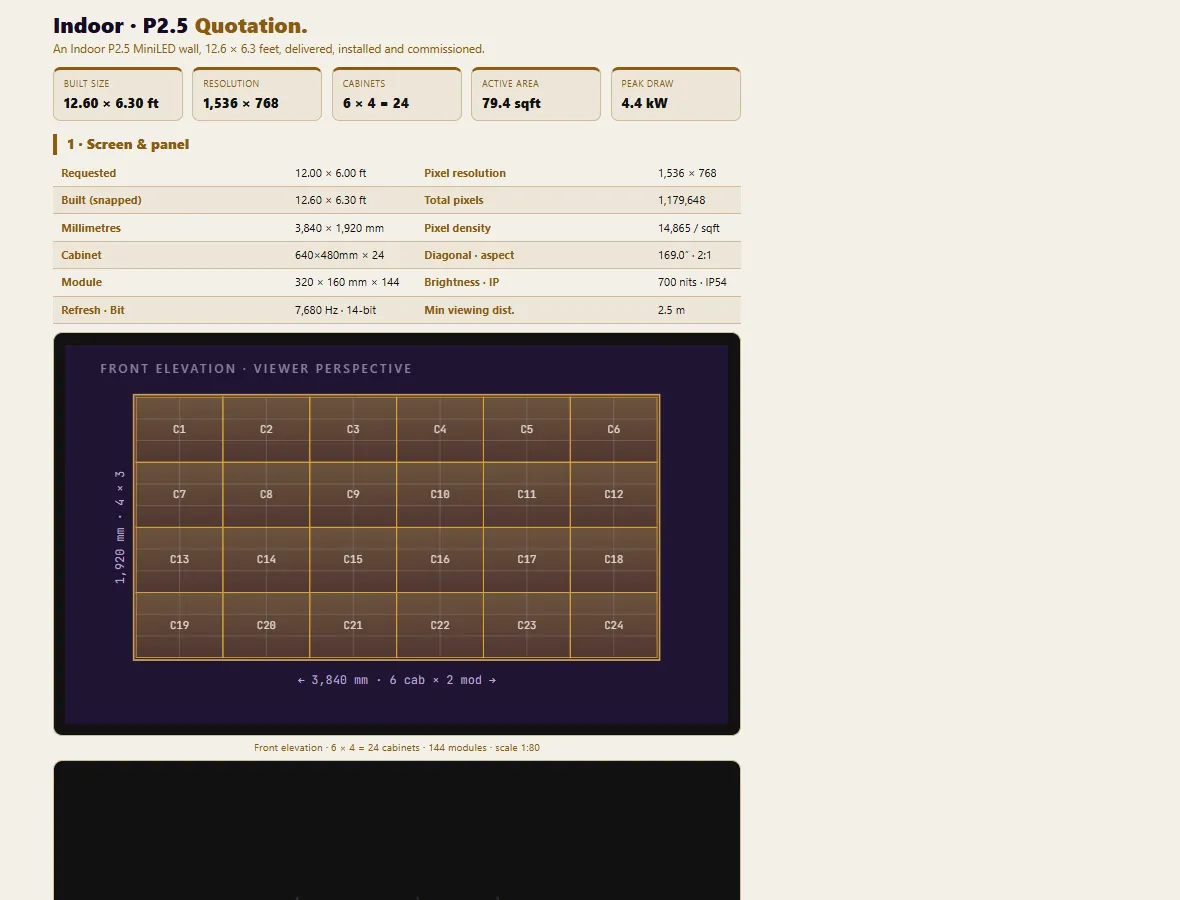 Indoor · P2.5 Quotation.
An Indoor P2.5 MiniLED wall, 12.6 × 6.3 feet, delivered, installed and commissioned.
BUILT SIZE RESOLUTION CABINETS ACTIVE AREA PEAK DRAW
12.60 × 6.30 ft 1,536 × 768 6 × 4 = 24 79.4 sqft 4.4 kW
1 · Screen & panel
Requested 12.00 × 6.00 ft Pixel resolution 1,536 × 768
Built (snapped) 12.60 × 6.30 ft Total pixels 1,179,648
Millimetres 3,840 × 1,920 mm Pixel density 14,865 / sqft
Cabinet 640×480mm × 24 Diagonal · aspect 169.0″ · 2:1
Module 320 × 160 mm × 144 Brightness · IP 700 nits · IP54
Refresh · Bit 7,680 Hz · 14-bit Min viewing dist. 2.5 m
FRONT ELEVATION · VIEWER PERSPECTIVE
C1 C2 C3 C4 C5 C6
C7 C8 C9 C10 C11 C12
1,920 mm · 4 × 3
C13 C14 C15 C16 C17 C18
C19 C20 C21 C22 C23 C24
← 3,840 mm · 6 cab × 2 mod →
Front elevation · 6 × 4 = 24 cabinets · 144 modules · scale 1:80